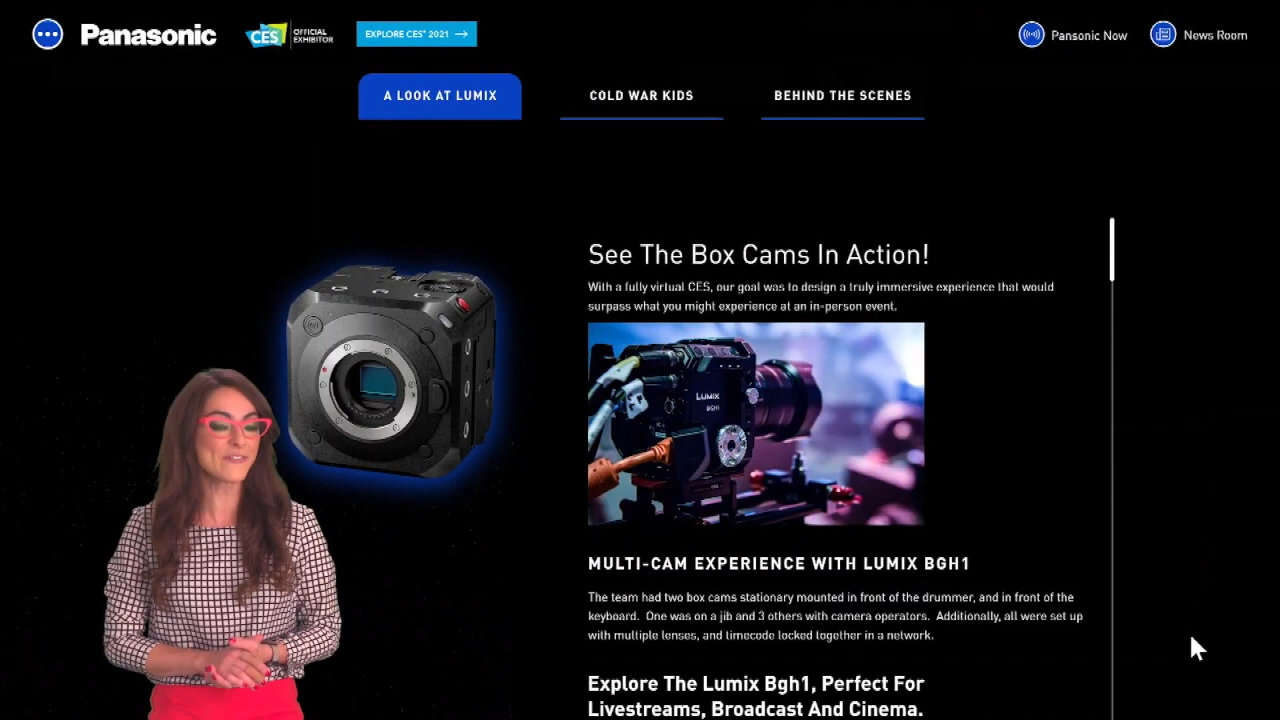 Panasonic
CES
OFFICIAL
EXHIBITOR
EXPLORE CES® 2021 →
Pansonic Now
News Room
A LOOK AT LUMIX
COLD WAR KIDS
BEHIND THE SCENES
See The Box Cams In Action!
With a fully virtual CES, our goal was to design a truly immersive experience that would
surpass what you might experience at an in-person event.
LUMIX
BGH1
MULTI-CAM EXPERIENCE WITH LUMIX BGH1
The team had two box cams stationary mounted in front of the drummer, and in front of the
keyboard. One was on a jib and 3 others with camera operators. Additionally, all were set up
with multiple lenses, and timecode locked together in a network.
Explore The Lumix Bgh1, Perfect For
Livestreams, Broadcast And Cinema.